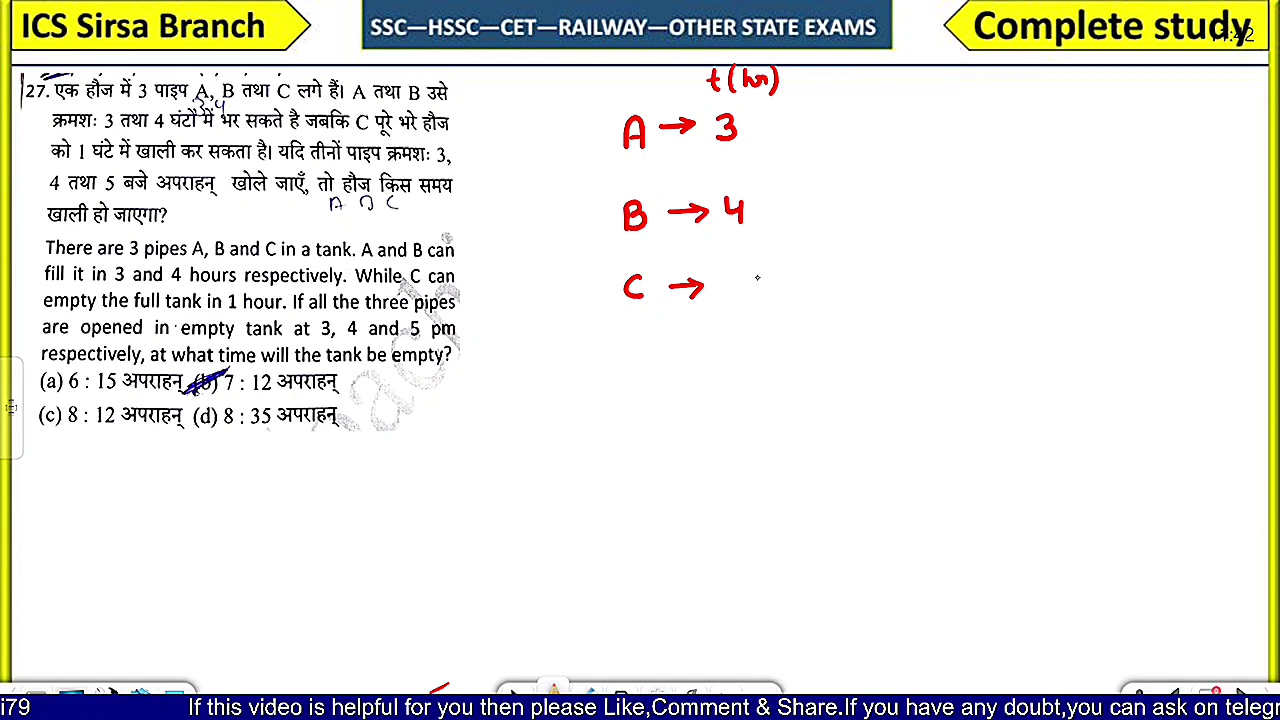 ICS Sirsa Branch
SSC—HSSC—CET—RAILWAY—OTHER STATE EXAMS
Complete study
27. एक हौज में 3 पाइप A, B तथा C लगे हैं। A तथा B उसे
क्रमशः 3 तथा 4 घंटौ में भर सकते है जबकि C पूरे भरे हौज
को 1 घंटे में खाली कर सकता है। यदि तीनों पाइप क्रमशः 3,
4 तथा 5 बजे अपराहन् खोले जाएँ, तो हौज किस समय
A B C
खाली हो जाएगा?
There are 3 pipes A, B and C in a tank. A and B can
fill it in 3 and 4 hours respectively. While C can
empty the full tank in 1 hour. If all the three pipes
are opened in empty tank at 3, 4 and 5 pm
respectively, at what time will the tank be empty?
(a) 6 : 15 अपराहन् (b) 7 : 12 अपराहन्
(c) 8 : 12 अपराहन् (d) 8 : 35 अपराहन्
t (hr)
A → 3
B → 4
C →
i79 If this video is helpful for you then please Like,Comment & Share.If you have any doubt,you can ask on telegr